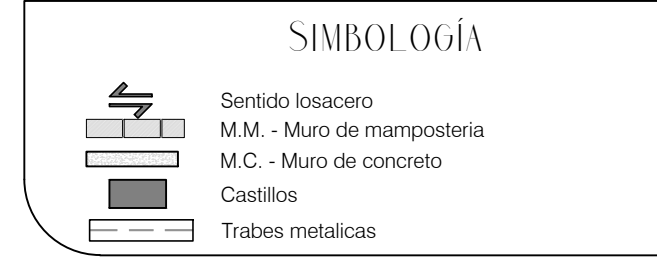 SIMBOLOGÍA
Sentido losacero
M.M. - Muro de mamposteria
M.C. - Muro de concreto
Castillos
Trabes metalicas